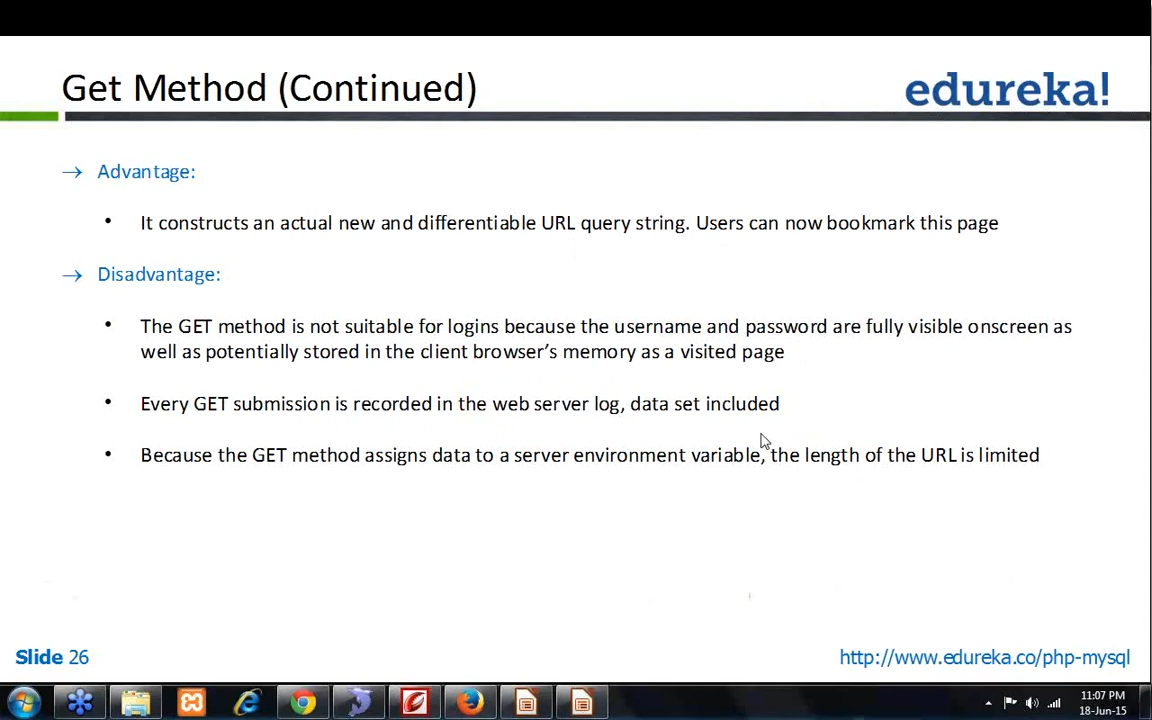 Get Method (Continued)
edureka!
→ Advantage:
• It constructs an actual new and differentiable URL query string. Users can now bookmark this page
→ Disadvantage:
• The GET method is not suitable for logins because the username and password are fully visible onscreen as
well as potentially stored in the client browser's memory as a visited page
• Every GET submission is recorded in the web server log, data set included
• Because the GET method assigns data to a server environment variable, the length of the URL is limited
Slide 26
http://www.edureka.co/php-mysql
11:07 PM
18-Jun-15